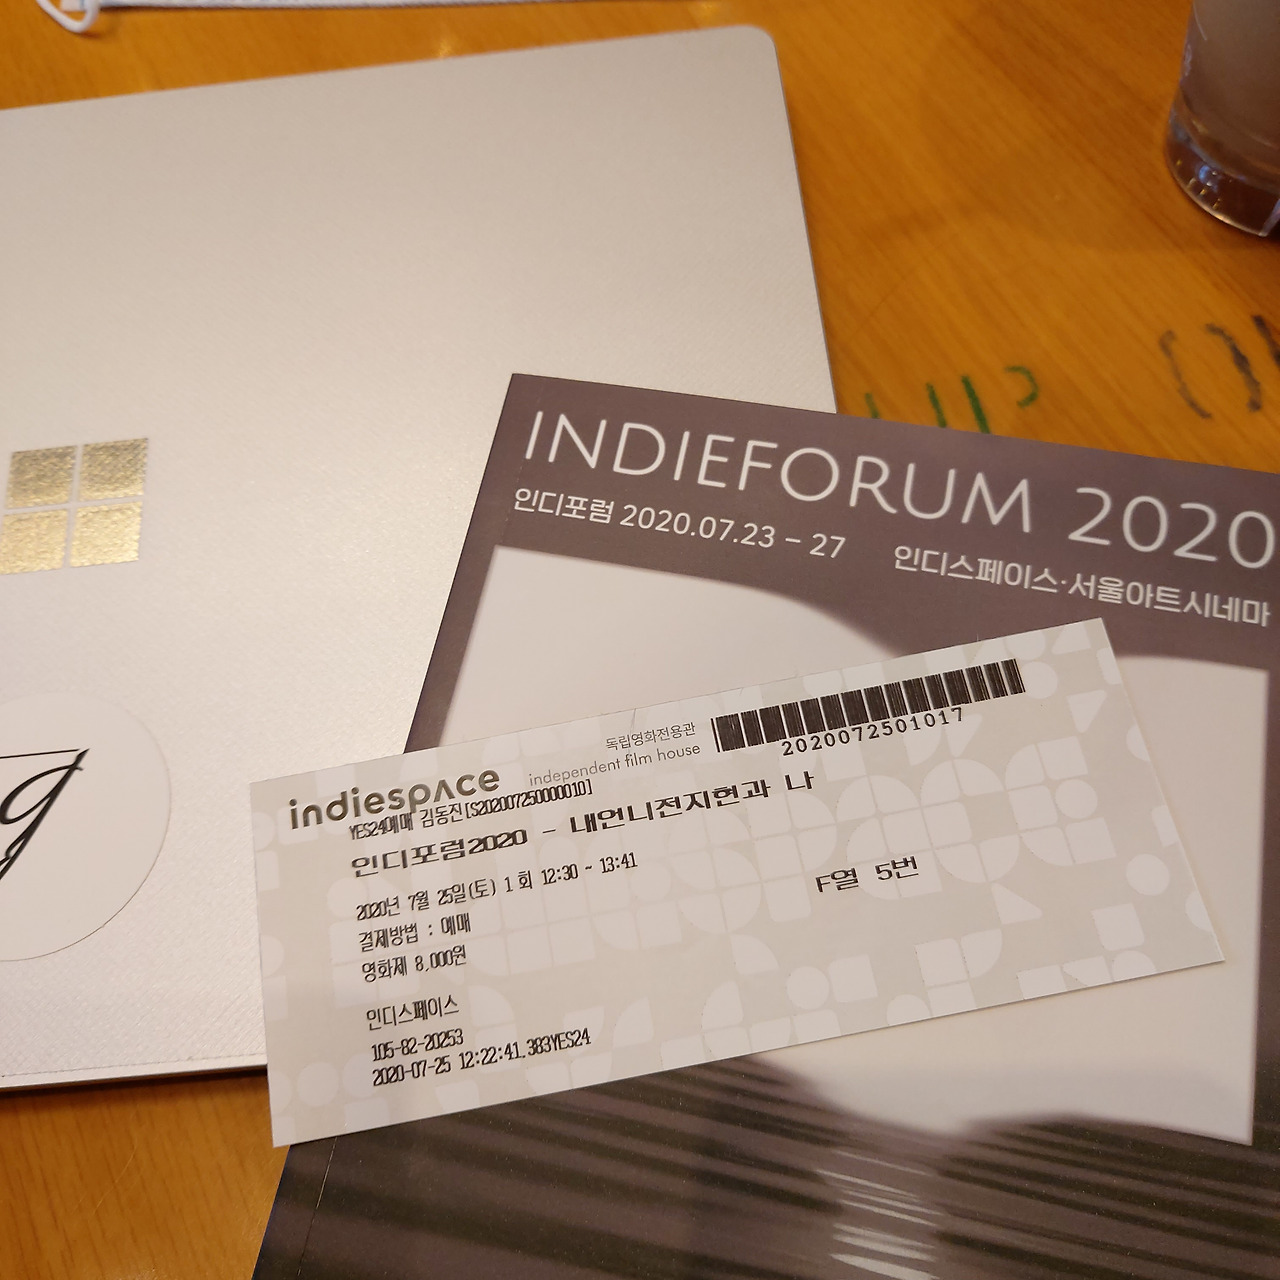 INDIEFORUM 2020
인디포럼 2020.07.23 – 27
인디스페이스·서울아트시네마
indiespace
독립영화전용관
independent film house
2020072501017
YES24예매 김동진[S202007250000010]
인디포럼2020 - 내언니전지현과 나
2020년 7월 25일(토) 1회 12:30 ~ 13:41
F열 5번
결제방법 : 예매
영화제 8,000원
인디스페이스
105-82-20253
2020-07-25 12:22:41.383YES24
g